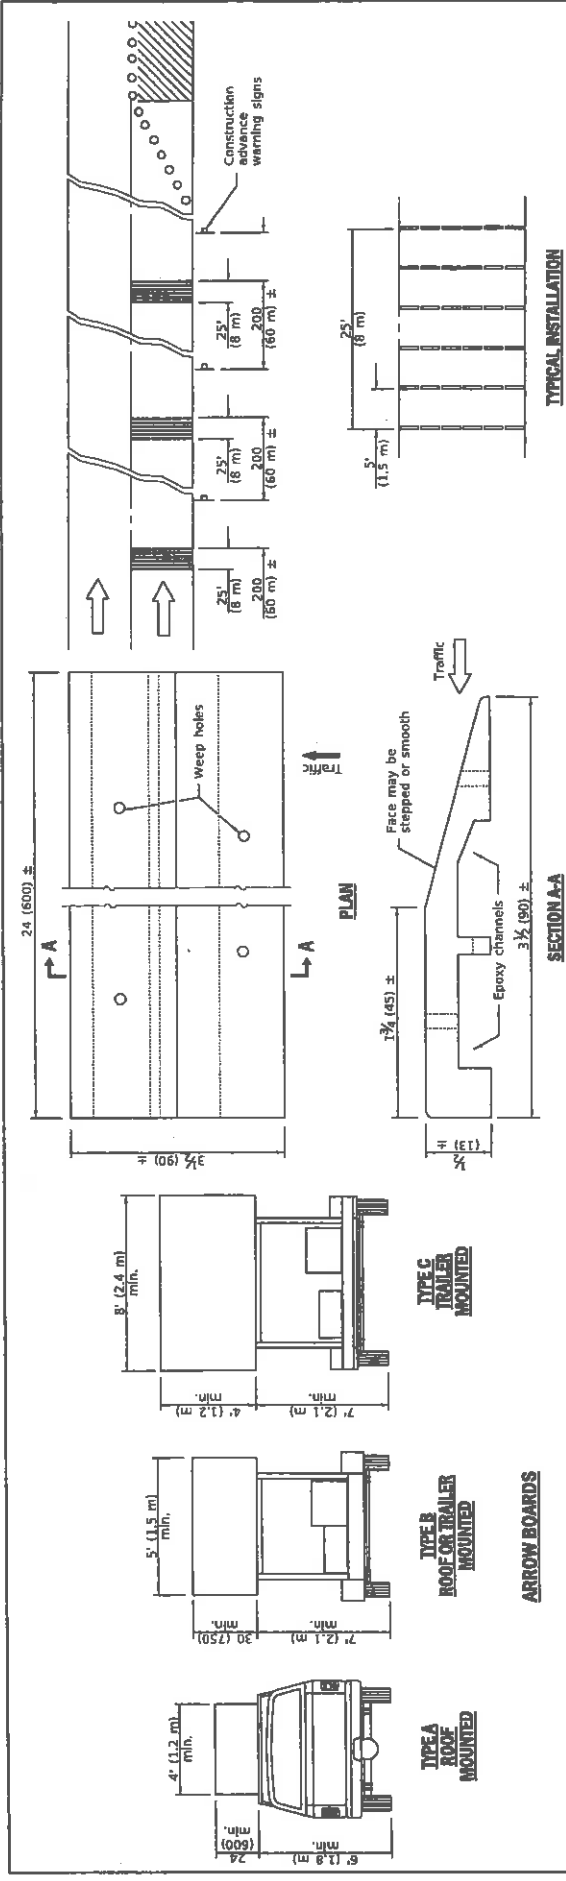 4' (1.2 m)
min.
24
(600)
min.
6' (1.8 m)
min.
TYPE A
ROOF
MOUNTED
5' (1.5 m)
min.
30 (750)
min.
7' (2.1 m)
min.
TYPE B
ROOF OR TRAILER
MOUNTED
8' (2.4 m)
min.
4' (1.2 m)
min.
7' (2.1 m)
min.
TYPE C
TRAILER
MOUNTED
ARROW BOARDS
24 (600) ±
A
A
3½ (90) ±
Weep holes
Traffic
PLAN
1¾ (45) ±
Face may be
stepped or smooth
Traffic
½
(13) ±
Epoxy channels
3½ (90) ±
SECTION A-A
25'
(8 m)
200
(60 m) ±
25'
(8 m)
200
(60 m) ±
25'
(8 m)
200
(60 m) ±
Construction
advance
warning signs
25'
(8 m)
5'
(1.5 m)
TYPICAL INSTALLATION